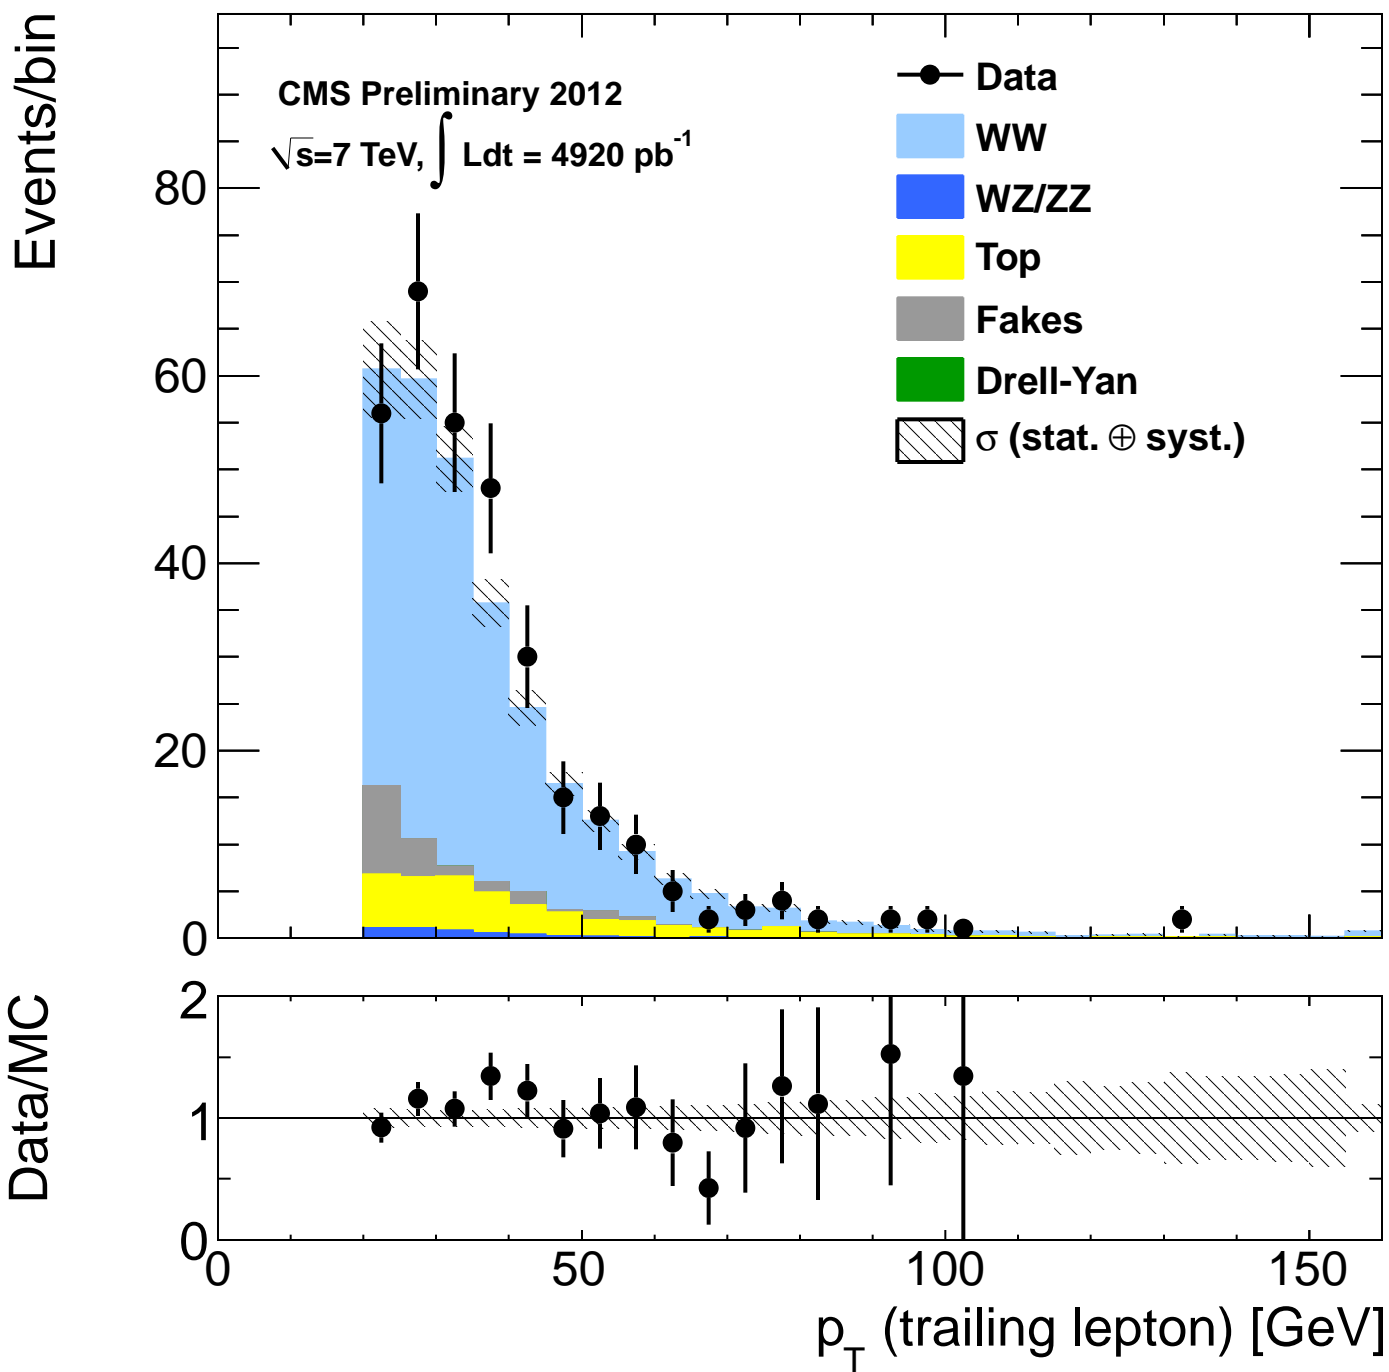 Events/bin
CMS Preliminary 2012
√s=7 TeV, ∫ Ldt = 4920 pb⁻¹
Data
WW
WZ/ZZ
Top
Fakes
Drell-Yan
σ (stat. ⊕ syst.)
80
60
40
20
0
Data/MC
2
1
0
0 50 100 150
p_T (trailing lepton) [GeV]